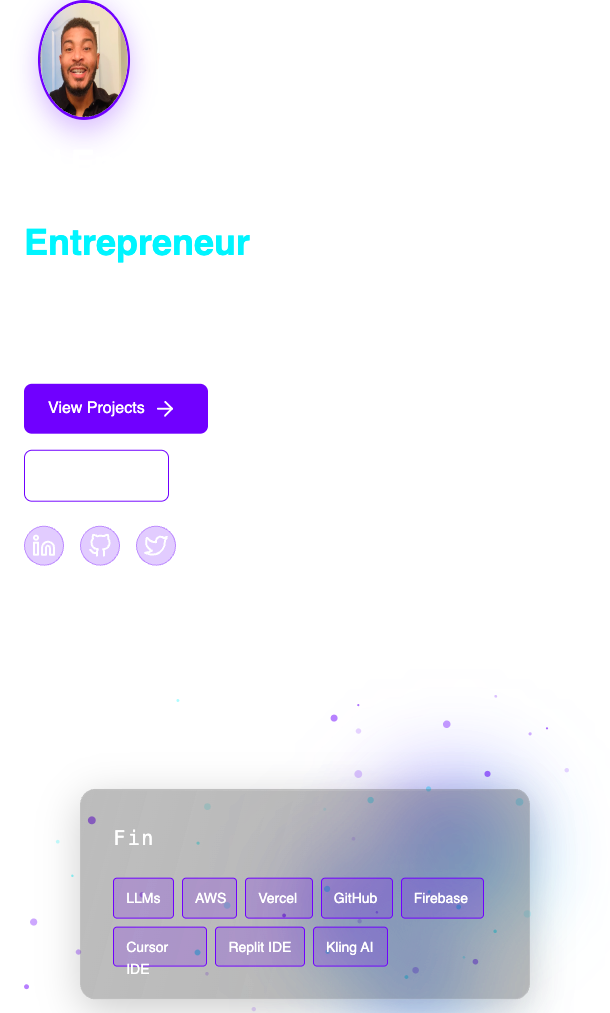 Entrepreneur
View Projects
Fin
LLMs AWS Vercel GitHub Firebase
Cursor IDE Replit IDE Kling AI